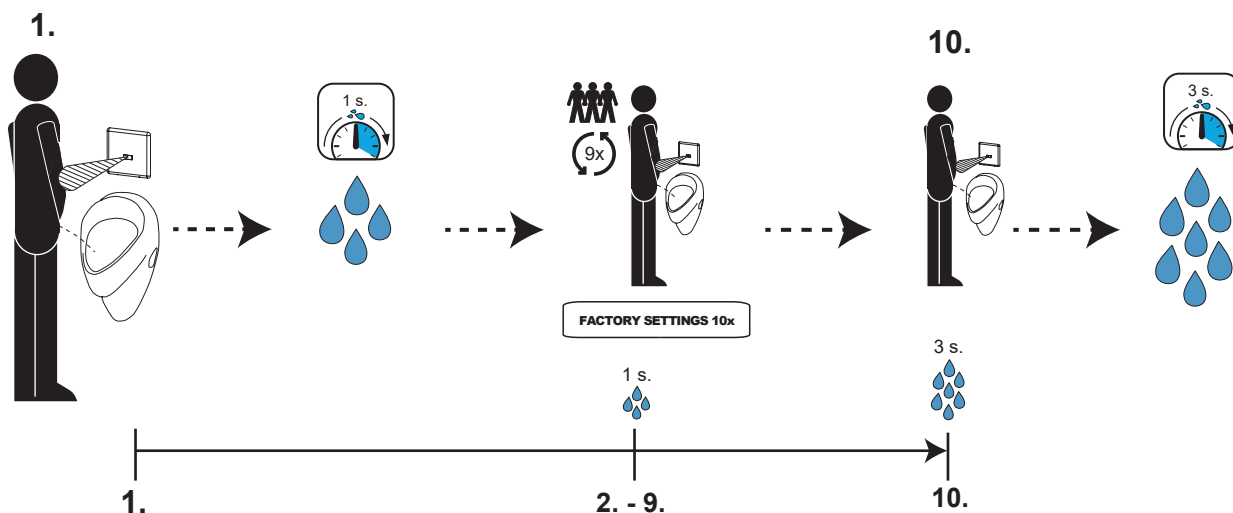 1.
10.
1 s.
3 s.
9x
FACTORY SETTINGS 10x
1 s.
3 s.
1.
2. - 9.
10.